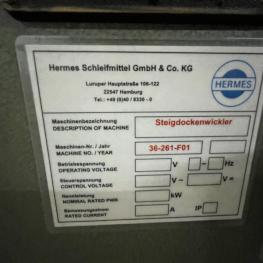 Hermes Schleifmittel GmbH & Co. KG
Luruper Hauptstraße 106-122
22547 Hamburg
Tel.: +49 (0)40 / 8330 - 0
HERMES
Maschinenbezeichnung
DESCRIPTION OF MACHINE
Steigdockenwickler
Maschinen-Nr. / Jahr
MACHINE NO. / YEAR
36-261-F01
Betriebsspannung
OPERATING VOLTAGE
V ~ Hz
Steuerspannung
CONTROL VOLTAGE
V ~ V =
Nennleistung
NOMINAL RATED PWR.
kW
Bemessungsstrom
RATED CURRENT
A IP